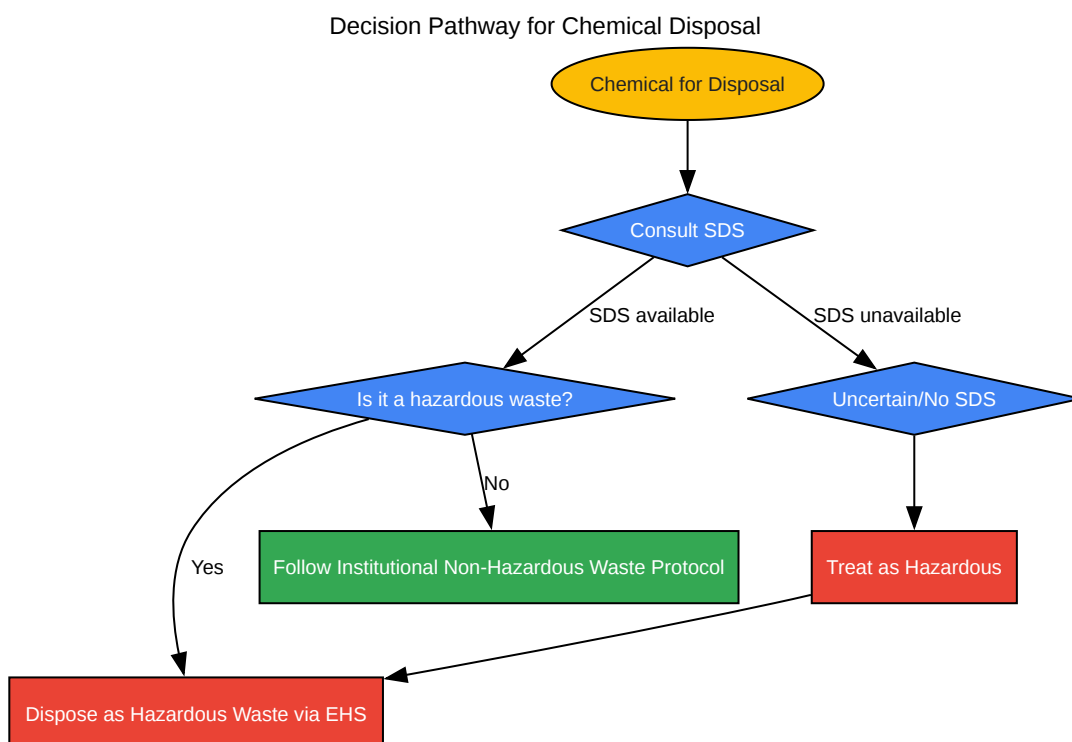 Decision Pathway for Chemical Disposal
Chemical for Disposal
Consult SDS
SDS available
SDS unavailable
Is it a hazardous waste?
Uncertain/No SDS
No
Yes
Follow Institutional Non-Hazardous Waste Protocol
Treat as Hazardous
Dispose as Hazardous Waste via EHS